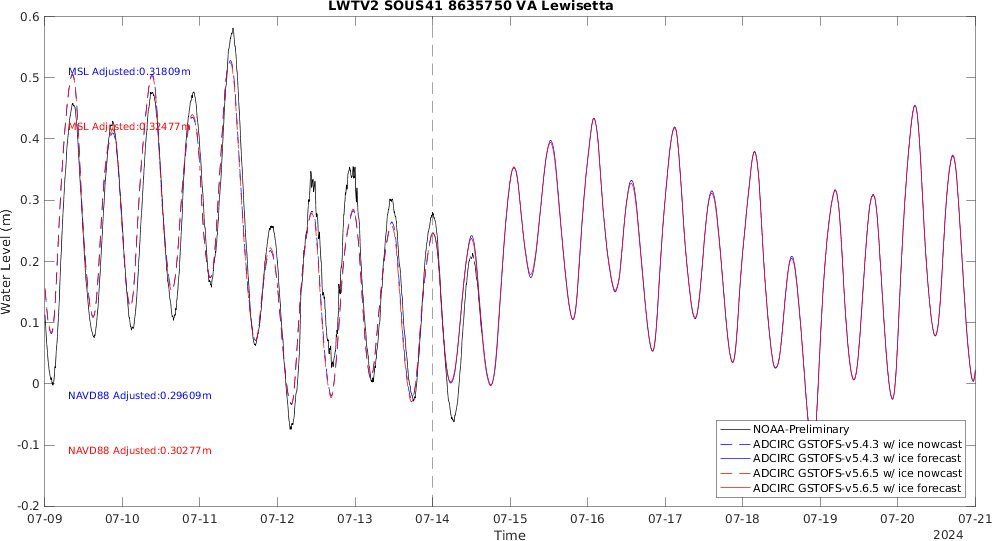 LWTV2 SOUS41 8635750 VA Lewisetta
0.6
0.5
0.4
0.3
0.2
0.1
0
-0.1
-0.2
Water Level (m)
MSL Adjusted:0.31809m
MSL Adjusted:0.32477m
NAVD88 Adjusted:0.29609m
NAVD88 Adjusted:0.30277m
NOAA-Preliminary
ADCIRC GSTOFS-v5.4.3 w/ ice nowcast
ADCIRC GSTOFS-v5.4.3 w/ ice forecast
ADCIRC GSTOFS-v5.6.5 w/ ice nowcast
ADCIRC GSTOFS-v5.6.5 w/ ice forecast
07-09 07-10 07-11 07-12 07-13 07-14 07-15 07-16 07-17 07-18 07-19 07-20 07-21
Time
2024